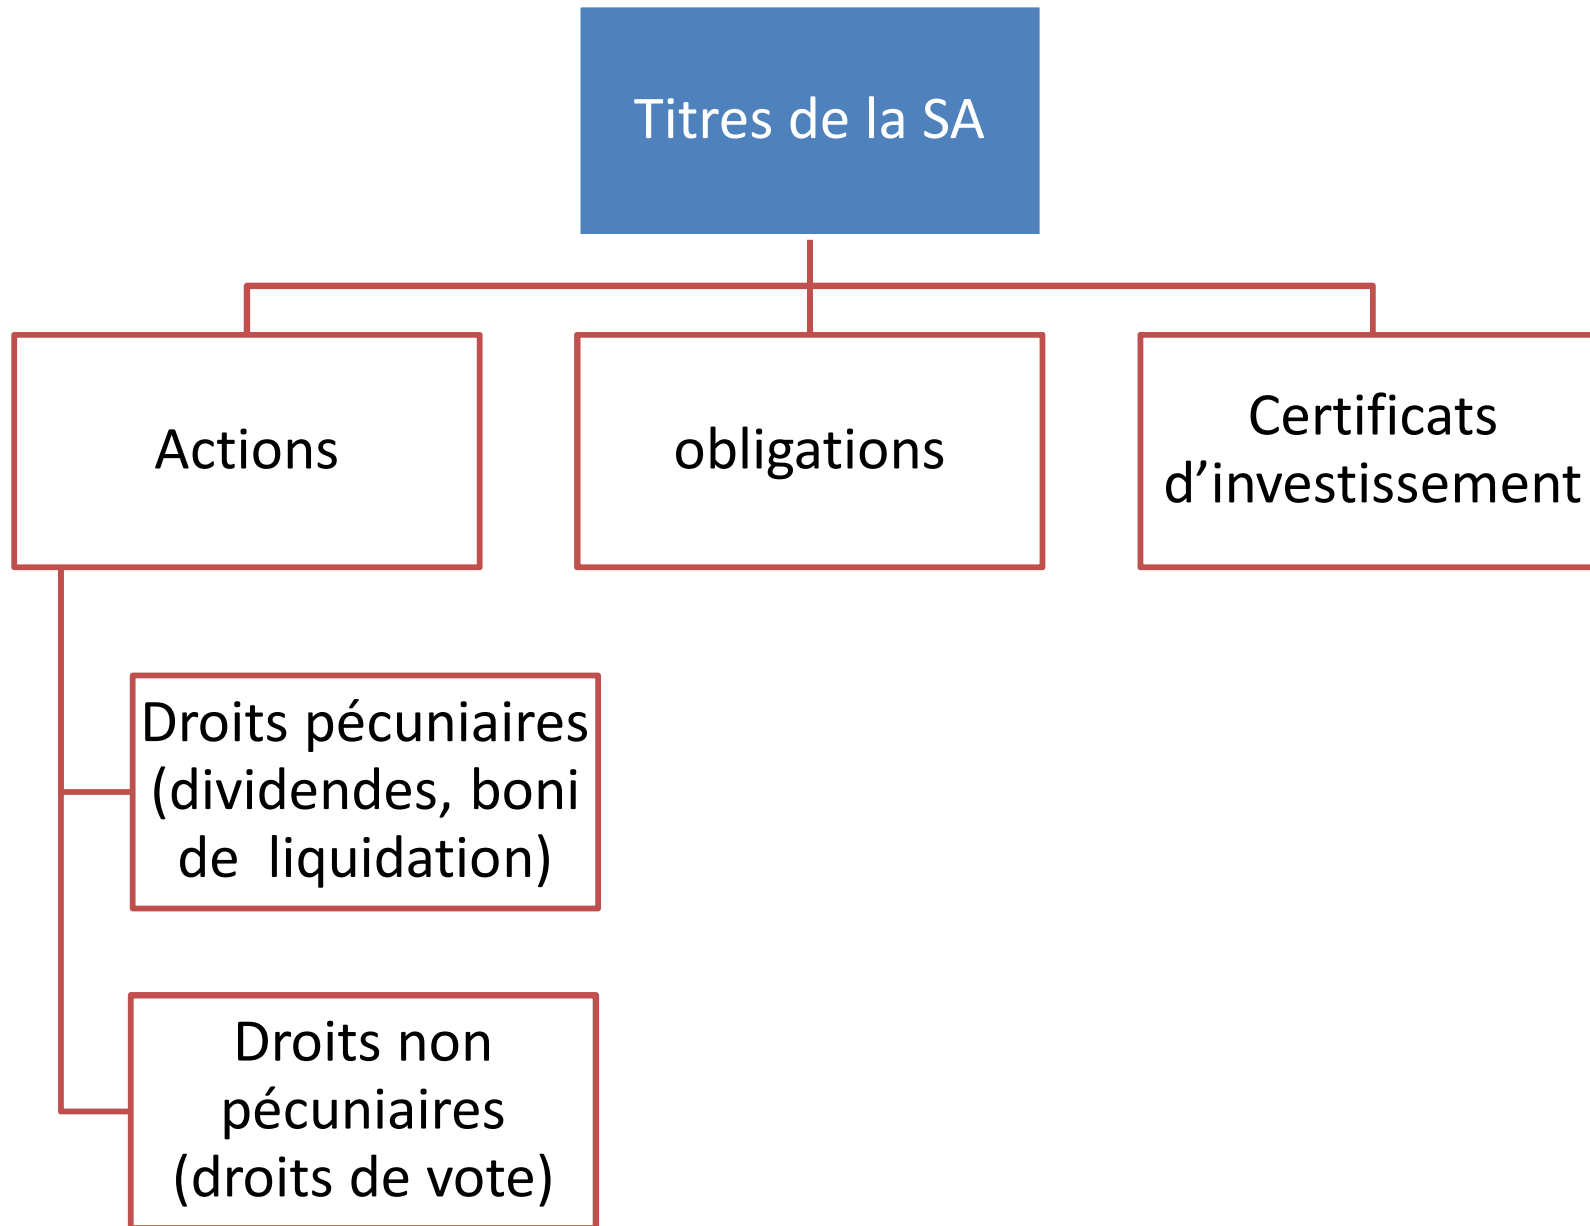 Titres de la SA
Actions
obligations
Certificats
d’investissement
Droits pécuniaires
(dividendes, boni
de  liquidation)
Droits non
pécuniaires
(droits de vote)